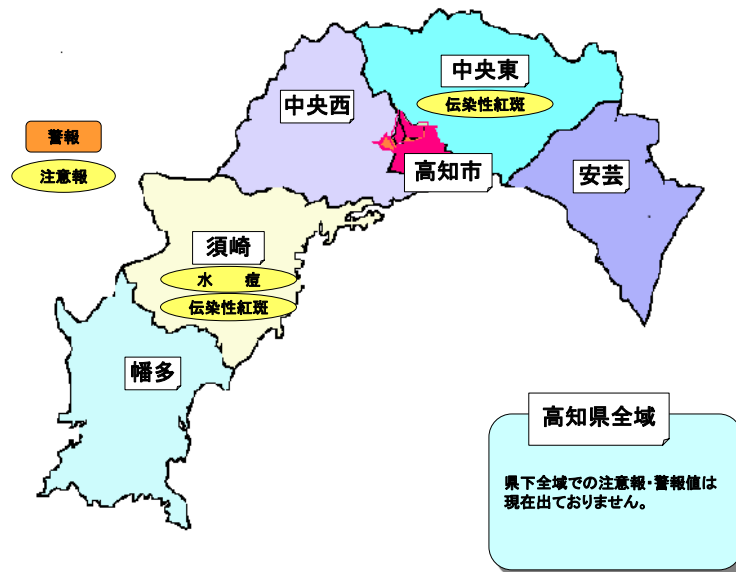 中央東
伝染性紅斑
中央西
警報
注意報
高知市
安芸
須崎
水　痘
伝染性紅斑
幡多
高知県全域
県下全域での注意報・警報値は
現在出ておりません。